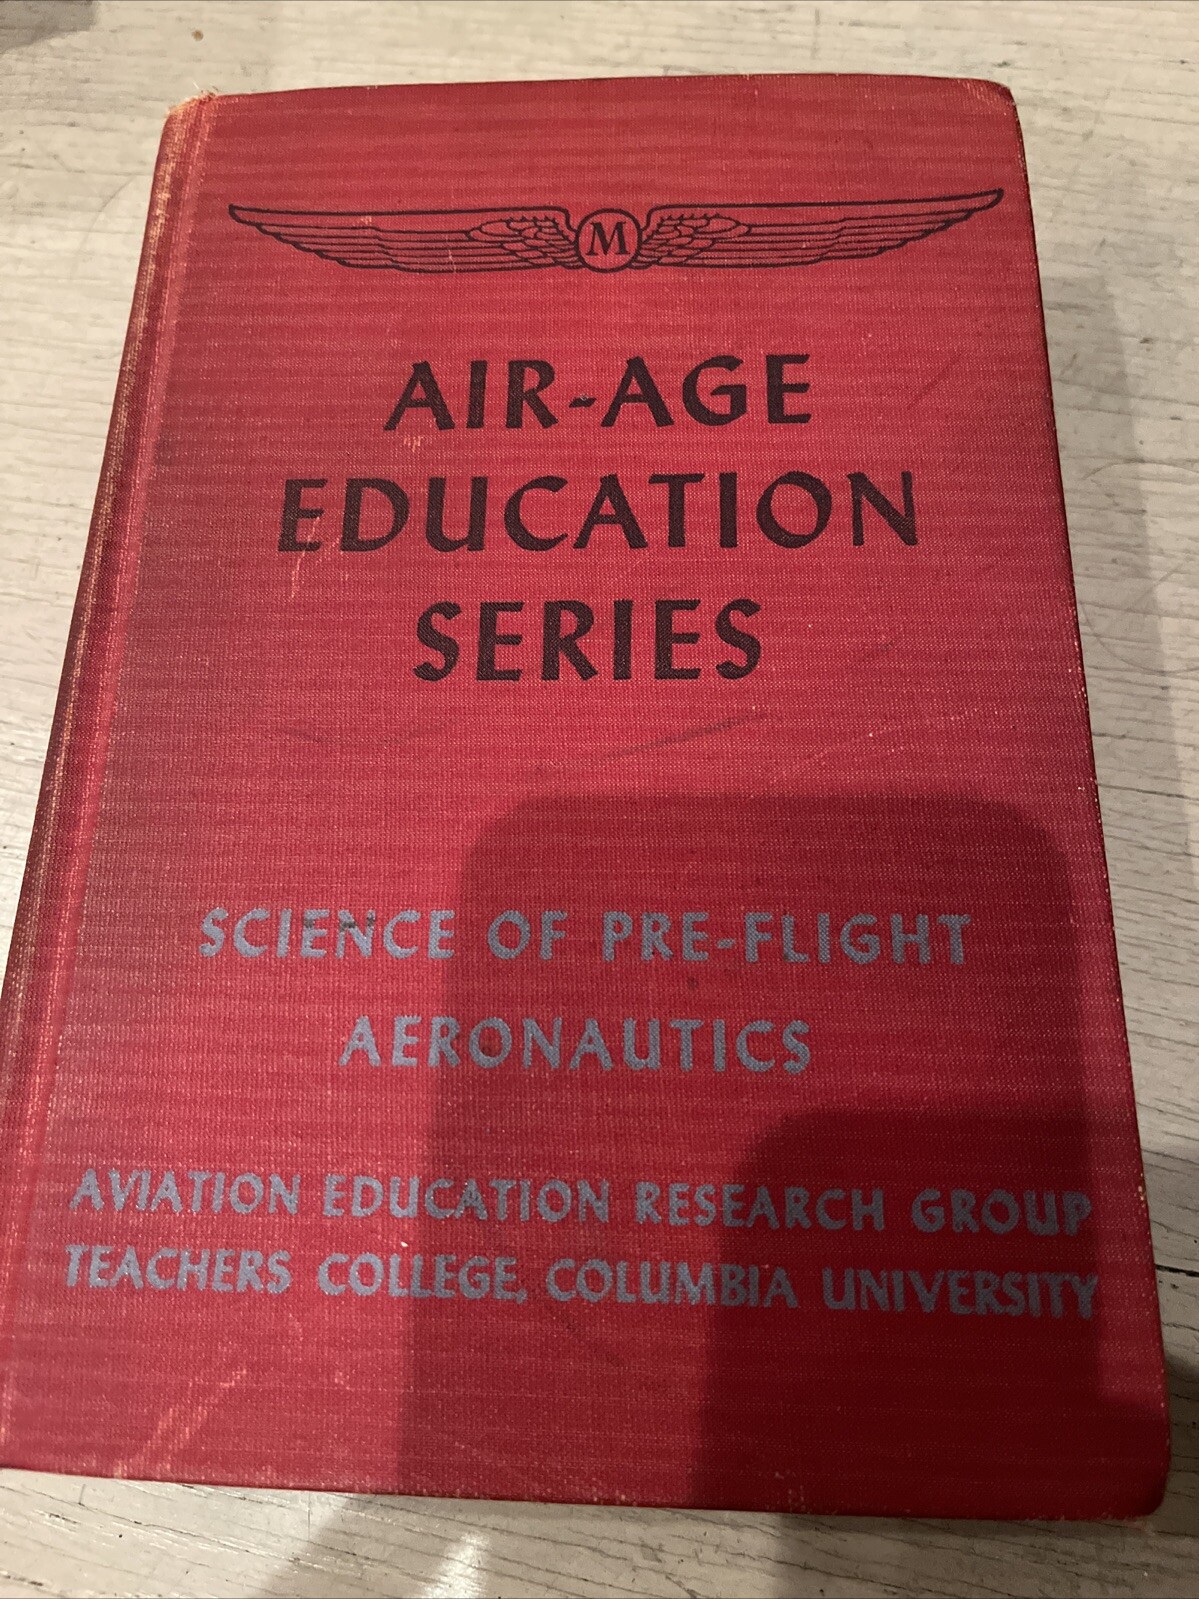 M
AIR-AGE
EDUCATION
SERIES
SCIENCE OF PRE-FLIGHT
AERONAUTICS
AVIATION EDUCATION RESEARCH GROUP
TEACHERS COLLEGE, COLUMBIA UNIVERSITY